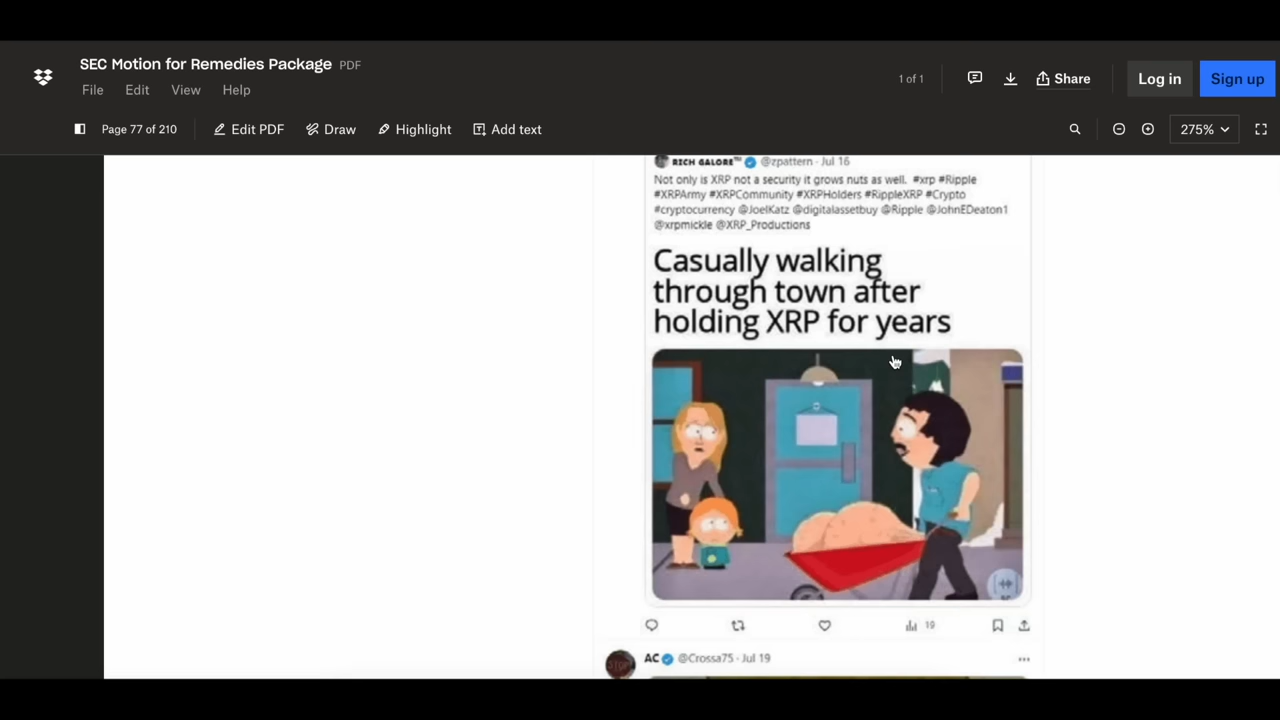 SEC Motion for Remedies Package PDF
File Edit View Help
1 of 1
Share
Log in
Sign up
Page 77 of 210
Edit PDF
Draw
Highlight
Add text
275%
RICH GALORE™ @zpattern · Jul 16
Not only is XRP not a security it grows nuts as well. #xrp #Ripple
#XRPArmy #XRPCommunity #XRPHolders #RippleXRP #Crypto
#cryptocurrency @JoelKatz @digitalassetbuy @Ripple @JohnEDeaton1
@xrpmickle @XRP_Productions
Casually walking
through town after
holding XRP for years
19
AC @Crossa75 · Jul 19